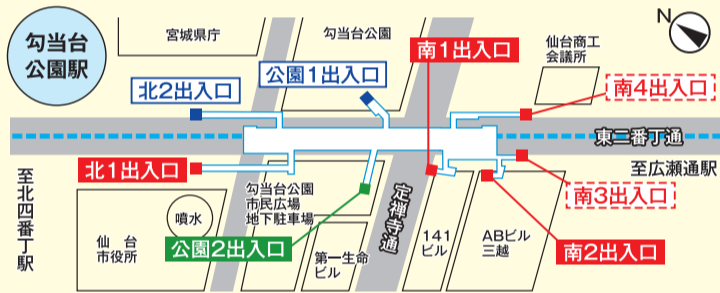 勾当台
公園駅
宮城県庁
勾当台公園
南1出入口
仙台商工
会議所
N
北2出入口
公園1出入口
南4出入口
東二番丁通
北1出入口
至広瀬通駅
至北四番丁駅
勾当台公園
市民広場
地下駐車場
定禅寺通
南3出入口
噴水
仙台
市役所
公園2出入口
第一生命
ビル
141
ビル
ABビル
三越
南2出入口